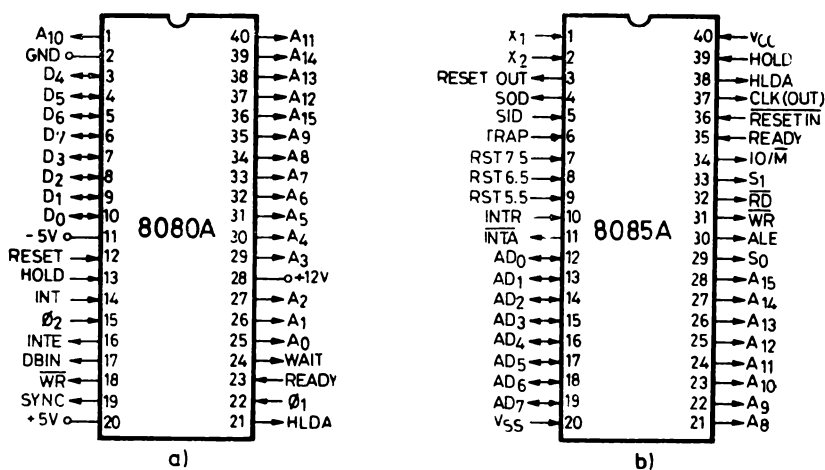 A10 1 40 A11
GND 2 39 A14
D4 3 38 A13
D5 4 37 A12
D6 5 36 A15
D7 6 35 A9
D3 7 34 A8
D2 8 33 A7
D1 9 32 A6
D0 10 31 A5
-5V 11 30 A4
RESET 12 29 A3
HOLD 13 28 +12V
INT 14 27 A2
Ø2 15 26 A1
INTE 16 25 A0
DBIN 17 24 WAIT
W̅R̅ 18 23 READY
SYNC 19 22 Ø1
+5V 20 21 HLDA
8080A
a)
X1 1 40 VCC
X2 2 39 HOLD
RESET OUT 3 38 HLDA
SOD 4 37 CLK(OUT)
SID 5 36 R̅E̅S̅E̅T̅ ̅I̅N̅
TRAP 6 35 READY
RST 7.5 7 34 IO/M̅
RST 6.5 8 33 S1
RST 5.5 9 32 R̅D̅
INTR 10 31 W̅R̅
I̅N̅T̅A̅ 11 30 ALE
AD0 12 29 S0
AD1 13 28 A15
AD2 14 27 A14
AD3 15 26 A13
AD4 16 25 A12
AD5 17 24 A11
AD6 18 23 A10
AD7 19 22 A9
VSS 20 21 A8
8085A
b)